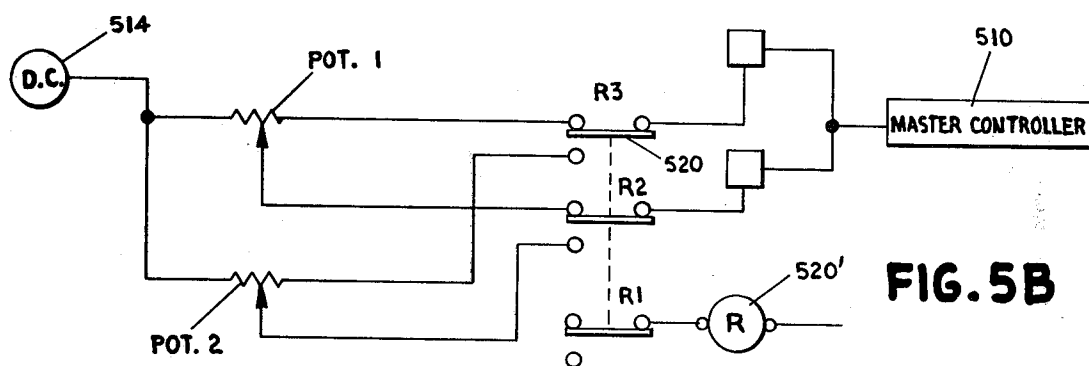 514
D.C.
POT. 1
R3
510
MASTER CONTROLLER
520
R2
POT. 2
R1
520'
R
FIG.5B